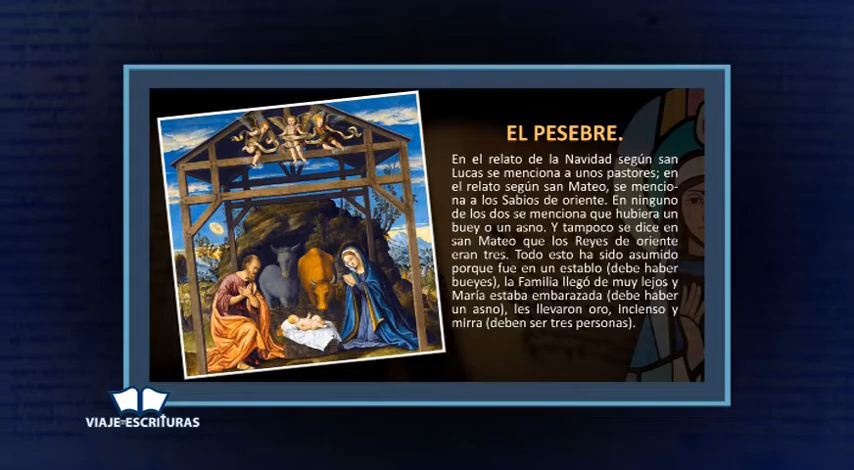 EL PESEBRE.
En el relato de la Navidad según san
Lucas se menciona a unos pastores; en
el relato según san Mateo, se mencio-
na a los Sabios de oriente. En ninguno
de los dos se menciona que hubiera un
buey o un asno. Y tampoco se dice en
san Mateo que los Reyes de oriente
eran tres. Todo esto ha sido asumido
porque fue en un establo (debe haber
bueyes), la Familia llegó de muy lejos y
María estaba embarazada (debe haber
un asno), les llevaron oro, incienso y
mirra (deben ser tres personas).
VIAJE ESCRITURAS